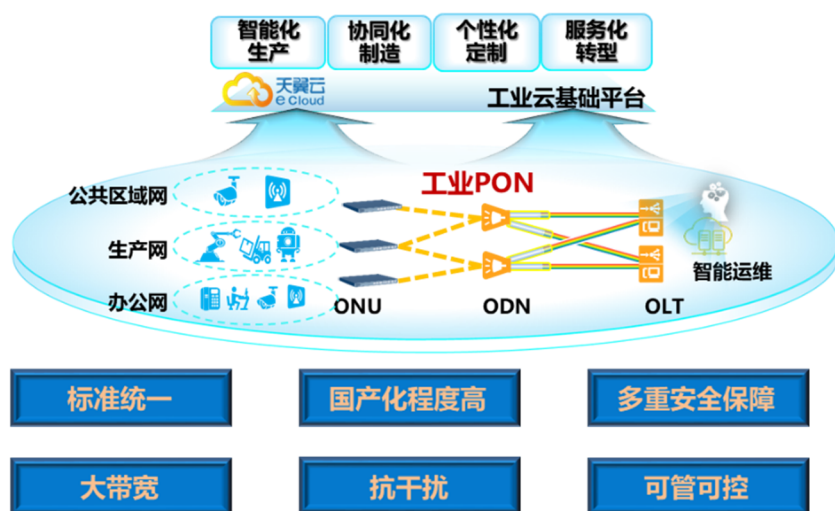 智能化
生产
协同化
制造
个性化
定制
服务化
转型
天翼云
e Cloud
工业云基础平台
工业PON
公共区域网
生产网
办公网
ONU
ODN
OLT
智能运维
标准统一
国产化程度高
多重安全保障
大带宽
抗干扰
可管可控